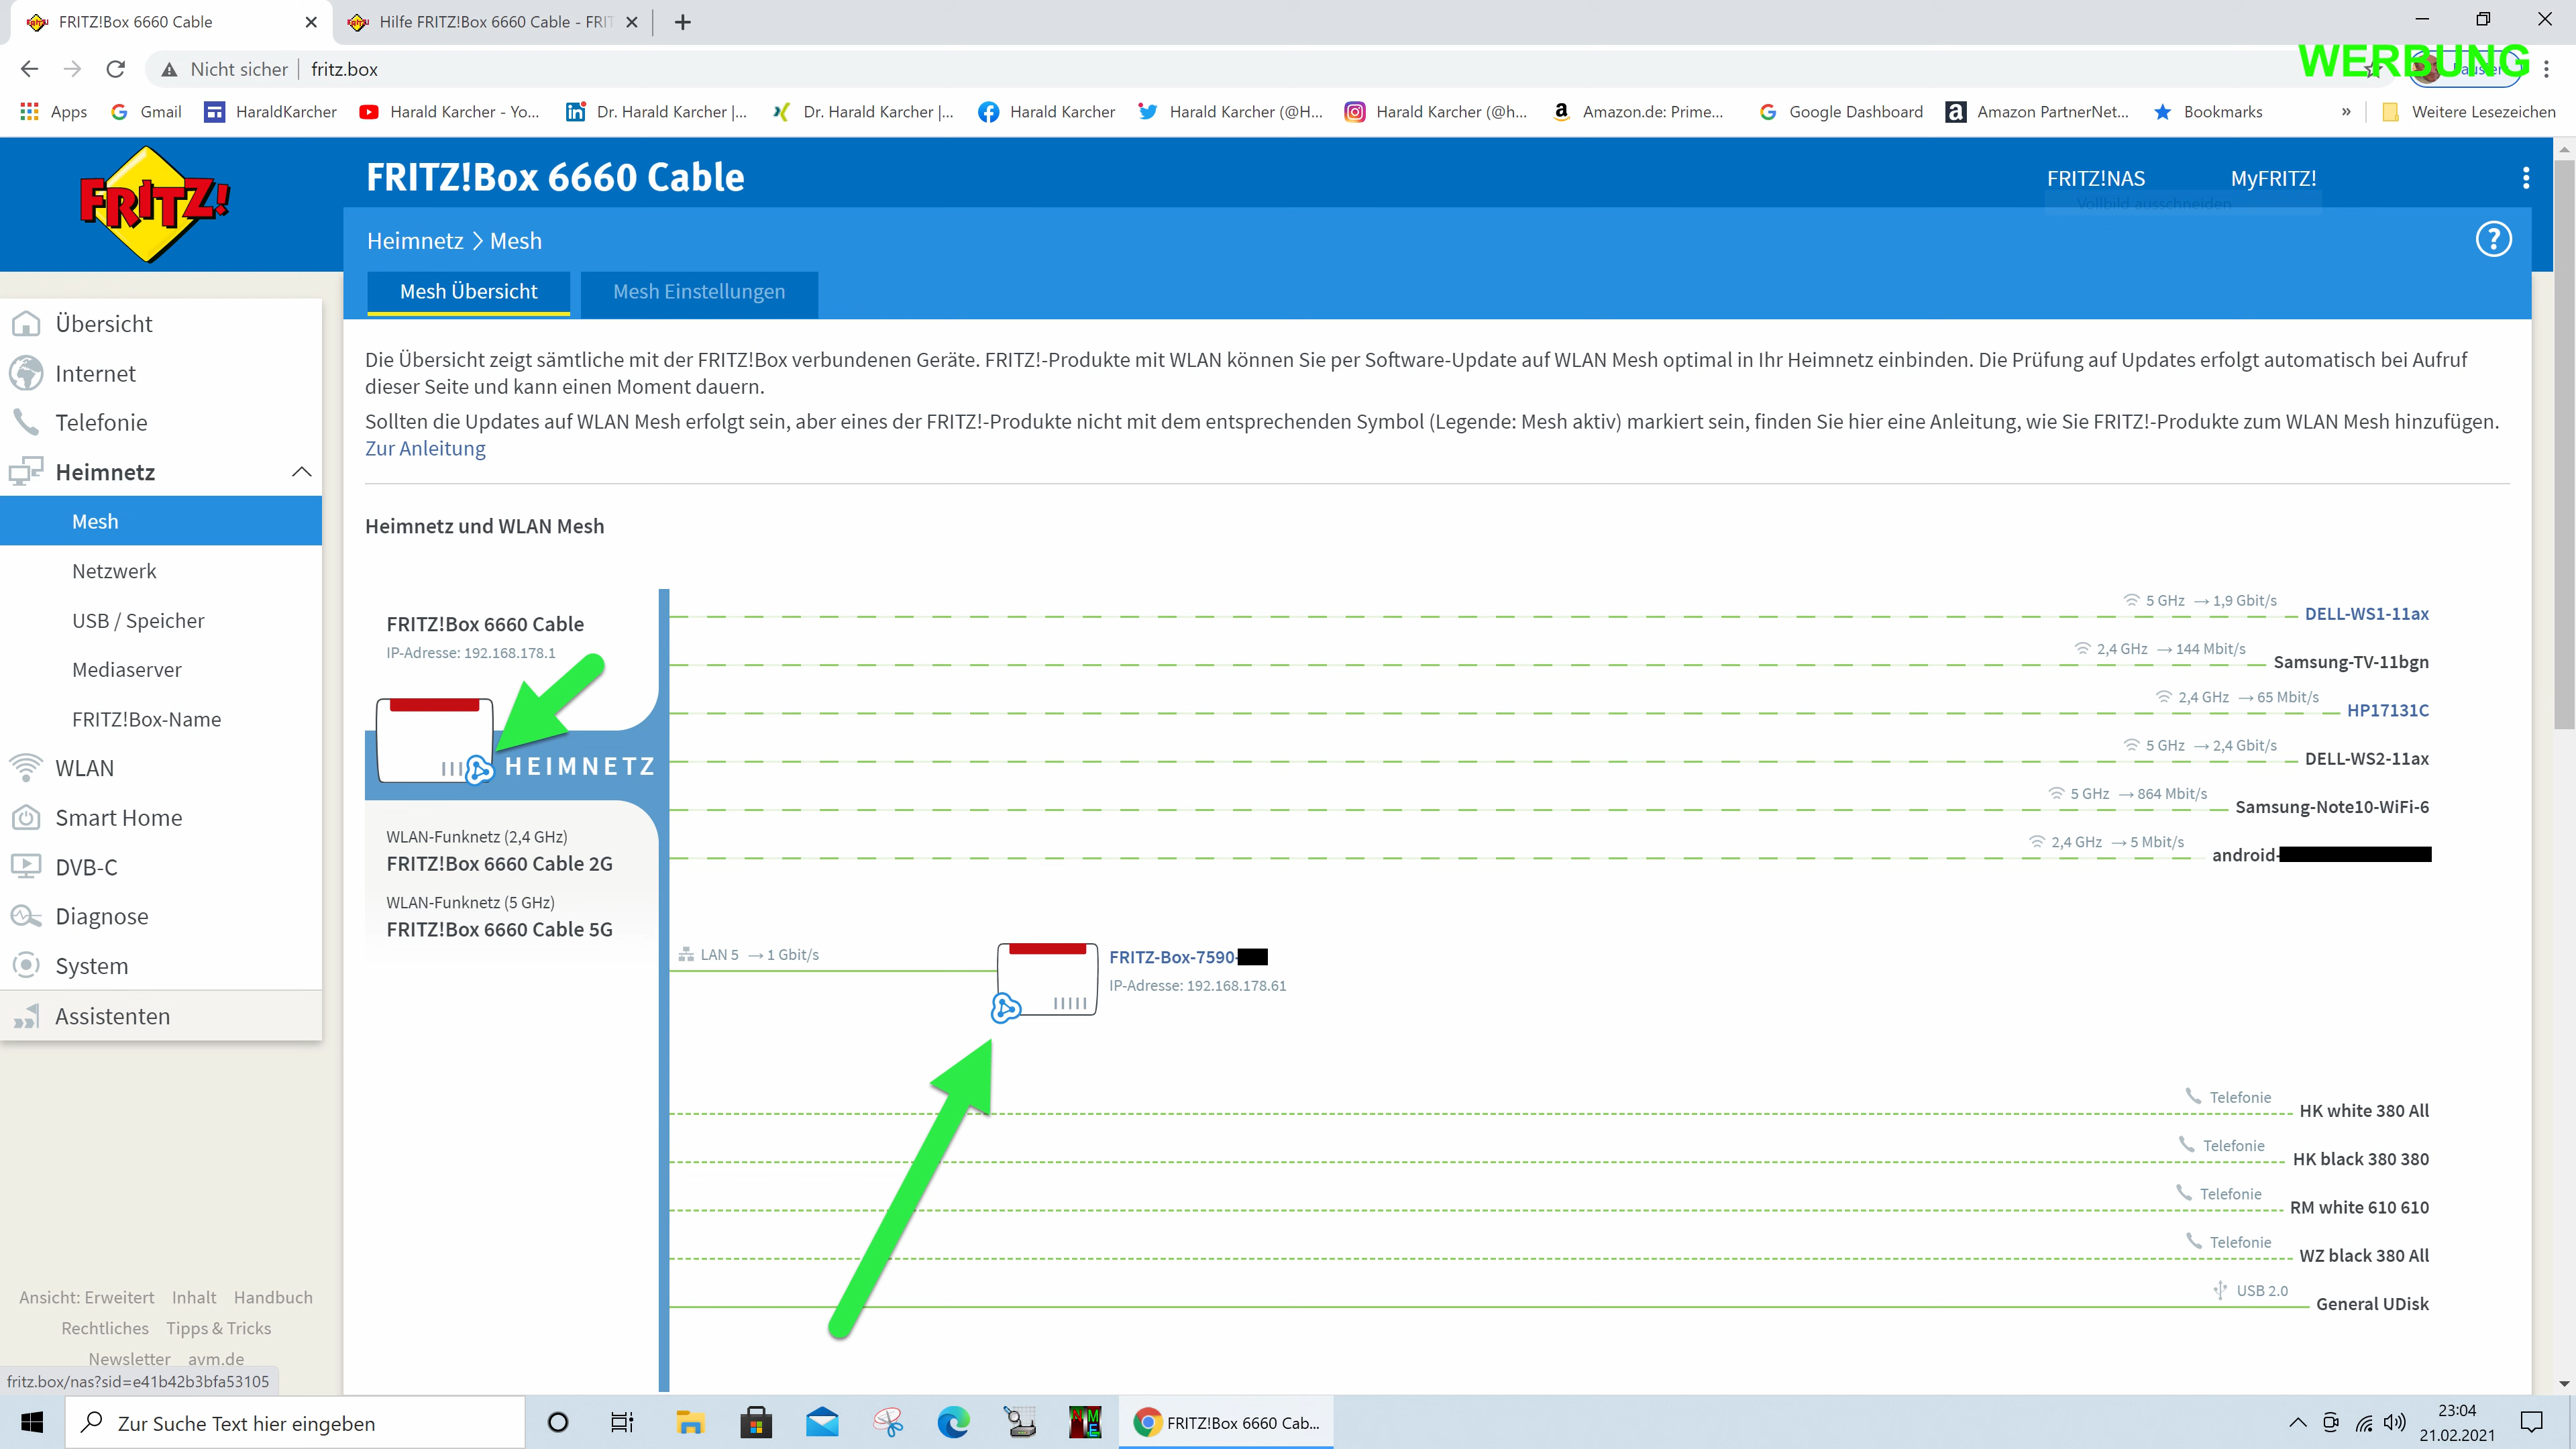 FRITZ!Box 6660 Cable
Hilfe FRITZ!Box 6660 Cable - FRIT
Nicht sicher
fritz.box
WERBUNG
Apps
Gmail
HaraldKarcher
Harald Karcher - Yo...
Dr. Harald Karcher |...
Dr. Harald Karcher |...
Harald Karcher
Harald Karcher (@H...
Harald Karcher (@h...
Amazon.de: Prime...
Google Dashboard
Amazon PartnerNet...
Bookmarks
»
Weitere Lesezeichen
FRITZ!
FRITZ!Box 6660 Cable
FRITZ!NAS
MyFRITZ!
Vollbild ausschneiden
Heimnetz > Mesh
Mesh Übersicht
Mesh Einstellungen
Übersicht
Internet
Telefonie
Heimnetz
Mesh
Netzwerk
USB / Speicher
Mediaserver
FRITZ!Box-Name
WLAN
Smart Home
DVB-C
Diagnose
System
Assistenten
Ansicht: Erweitert Inhalt Handbuch
Rechtliches Tipps & Tricks
Newsletter avm.de
fritz.box/nas?sid=e41b42b3bfa53105
Die Übersicht zeigt sämtliche mit der FRITZ!Box verbundenen Geräte. FRITZ!-Produkte mit WLAN können Sie per Software-Update auf WLAN Mesh optimal in Ihr Heimnetz einbinden. Die Prüfung auf Updates erfolgt automatisch bei Aufruf
dieser Seite und kann einen Moment dauern.
Sollten die Updates auf WLAN Mesh erfolgt sein, aber eines der FRITZ!-Produkte nicht mit dem entsprechenden Symbol (Legende: Mesh aktiv) markiert sein, finden Sie hier eine Anleitung, wie Sie FRITZ!-Produkte zum WLAN Mesh hinzufügen.
Zur Anleitung
Heimnetz und WLAN Mesh
FRITZ!Box 6660 Cable
IP-Adresse: 192.168.178.1
HEIMNETZ
WLAN-Funknetz (2,4 GHz)
FRITZ!Box 6660 Cable 2G
WLAN-Funknetz (5 GHz)
FRITZ!Box 6660 Cable 5G
5 GHz → 1,9 Gbit/s
DELL-WS1-11ax
2,4 GHz → 144 Mbit/s
Samsung-TV-11bgn
2,4 GHz → 65 Mbit/s
HP17131C
5 GHz → 2,4 Gbit/s
DELL-WS2-11ax
5 GHz → 864 Mbit/s
Samsung-Note10-WiFi-6
2,4 GHz → 5 Mbit/s
android-
LAN 5 → 1 Gbit/s
FRITZ-Box-7590-
IP-Adresse: 192.168.178.61
Telefonie
HK white 380 All
Telefonie
HK black 380 380
Telefonie
RM white 610 610
Telefonie
WZ black 380 All
USB 2.0
General UDisk
Zur Suche Text hier eingeben
FRITZ!Box 6660 Cab...
23:04
21.02.2021